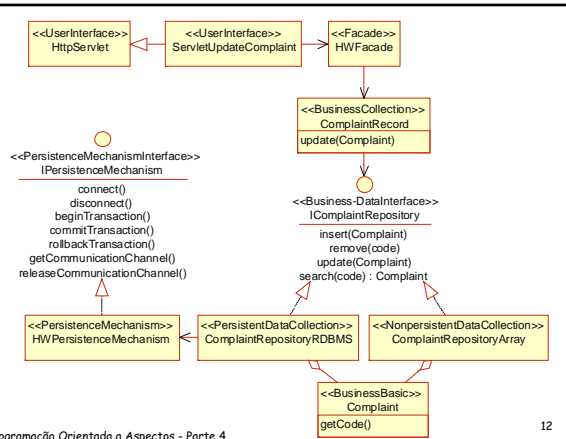 <<UserInterface>>
HttpServlet
<<UserInterface>>
ServletUpdateComplaint
<<Facade>>
HWFacade
<<BusinessCollection>>
ComplaintRecord
update(Complaint)
<<PersistenceMechanismInterface>>
IPersistenceMechanism
connect()
disconnect()
beginTransaction()
commitTransaction()
rollbackTransaction()
getCommunicationChannel()
releaseCommunicationChannel()
<<Business-DataInterface>>
IComplaintRepository
insert(Complaint)
remove(code)
update(Complaint)
search(code) : Complaint
<<PersistenceMechanism>>
HWPersistenceMechanism
<<PersistentDataCollection>>
ComplaintRepositoryRDBMS
<<NonpersistentDataCollection>>
ComplaintRepositoryArray
<<BusinessBasic>>
Complaint
getCode()
ogramação Orientada a Aspectos - Parte 4
12